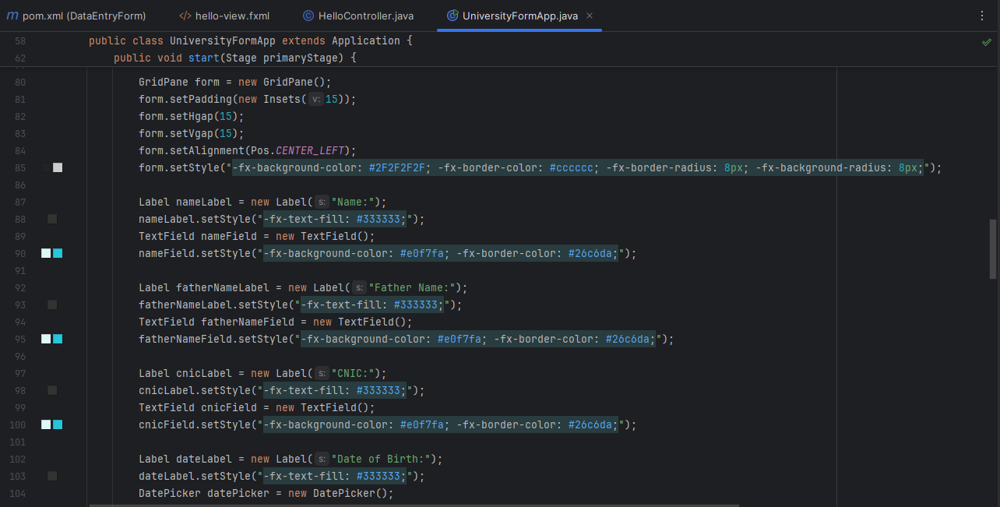 pom.xml (DataEntryForm) hello-view.fxml HelloController.java UniversityFormApp.java
58 public class UniversityFormApp extends Application {
62 public void start(Stage primaryStage) {
80 GridPane form = new GridPane();
81 form.setPadding(new Insets( v: 15));
82 form.setHgap(15);
83 form.setVgap(15);
84 form.setAlignment(Pos.CENTER_LEFT);
85 form.setStyle("-fx-background-color: #2F2F2F2F; -fx-border-color: #cccccc; -fx-border-radius: 8px; -fx-background-radius: 8px;");
86
87 Label nameLabel = new Label( s: "Name:");
88 nameLabel.setStyle("-fx-text-fill: #333333;");
89 TextField nameField = new TextField();
90 nameField.setStyle("-fx-background-color: #e0f7fa; -fx-border-color: #26c6da;");
91
92 Label fatherNameLabel = new Label( s: "Father Name:");
93 fatherNameLabel.setStyle("-fx-text-fill: #333333;");
94 TextField fatherNameField = new TextField();
95 fatherNameField.setStyle("-fx-background-color: #e0f7fa; -fx-border-color: #26c6da;");
96
97 Label cnicLabel = new Label( s: "CNIC:");
98 cnicLabel.setStyle("-fx-text-fill: #333333;");
99 TextField cnicField = new TextField();
100 cnicField.setStyle("-fx-background-color: #e0f7fa; -fx-border-color: #26c6da;");
101
102 Label dateLabel = new Label( s: "Date of Birth:");
103 dateLabel.setStyle("-fx-text-fill: #333333;");
104 DatePicker datePicker = new DatePicker();